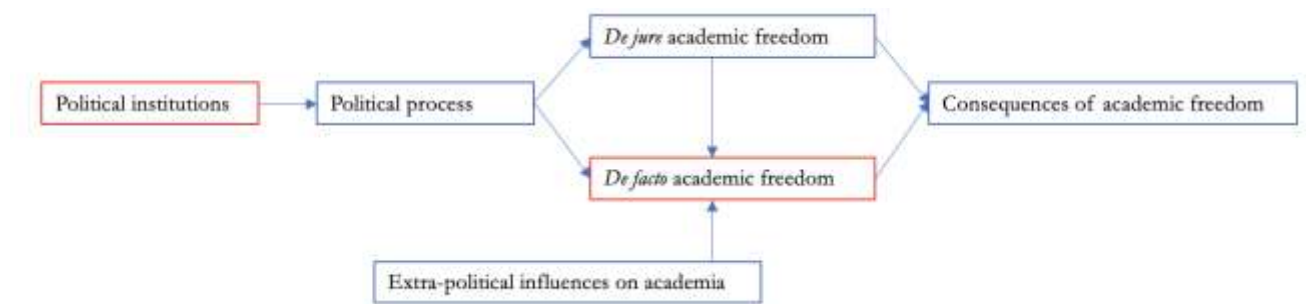 De jure academic freedom
Political institutions
Political process
Consequences of academic freedom
De facto academic freedom
Extra-political influences on academia